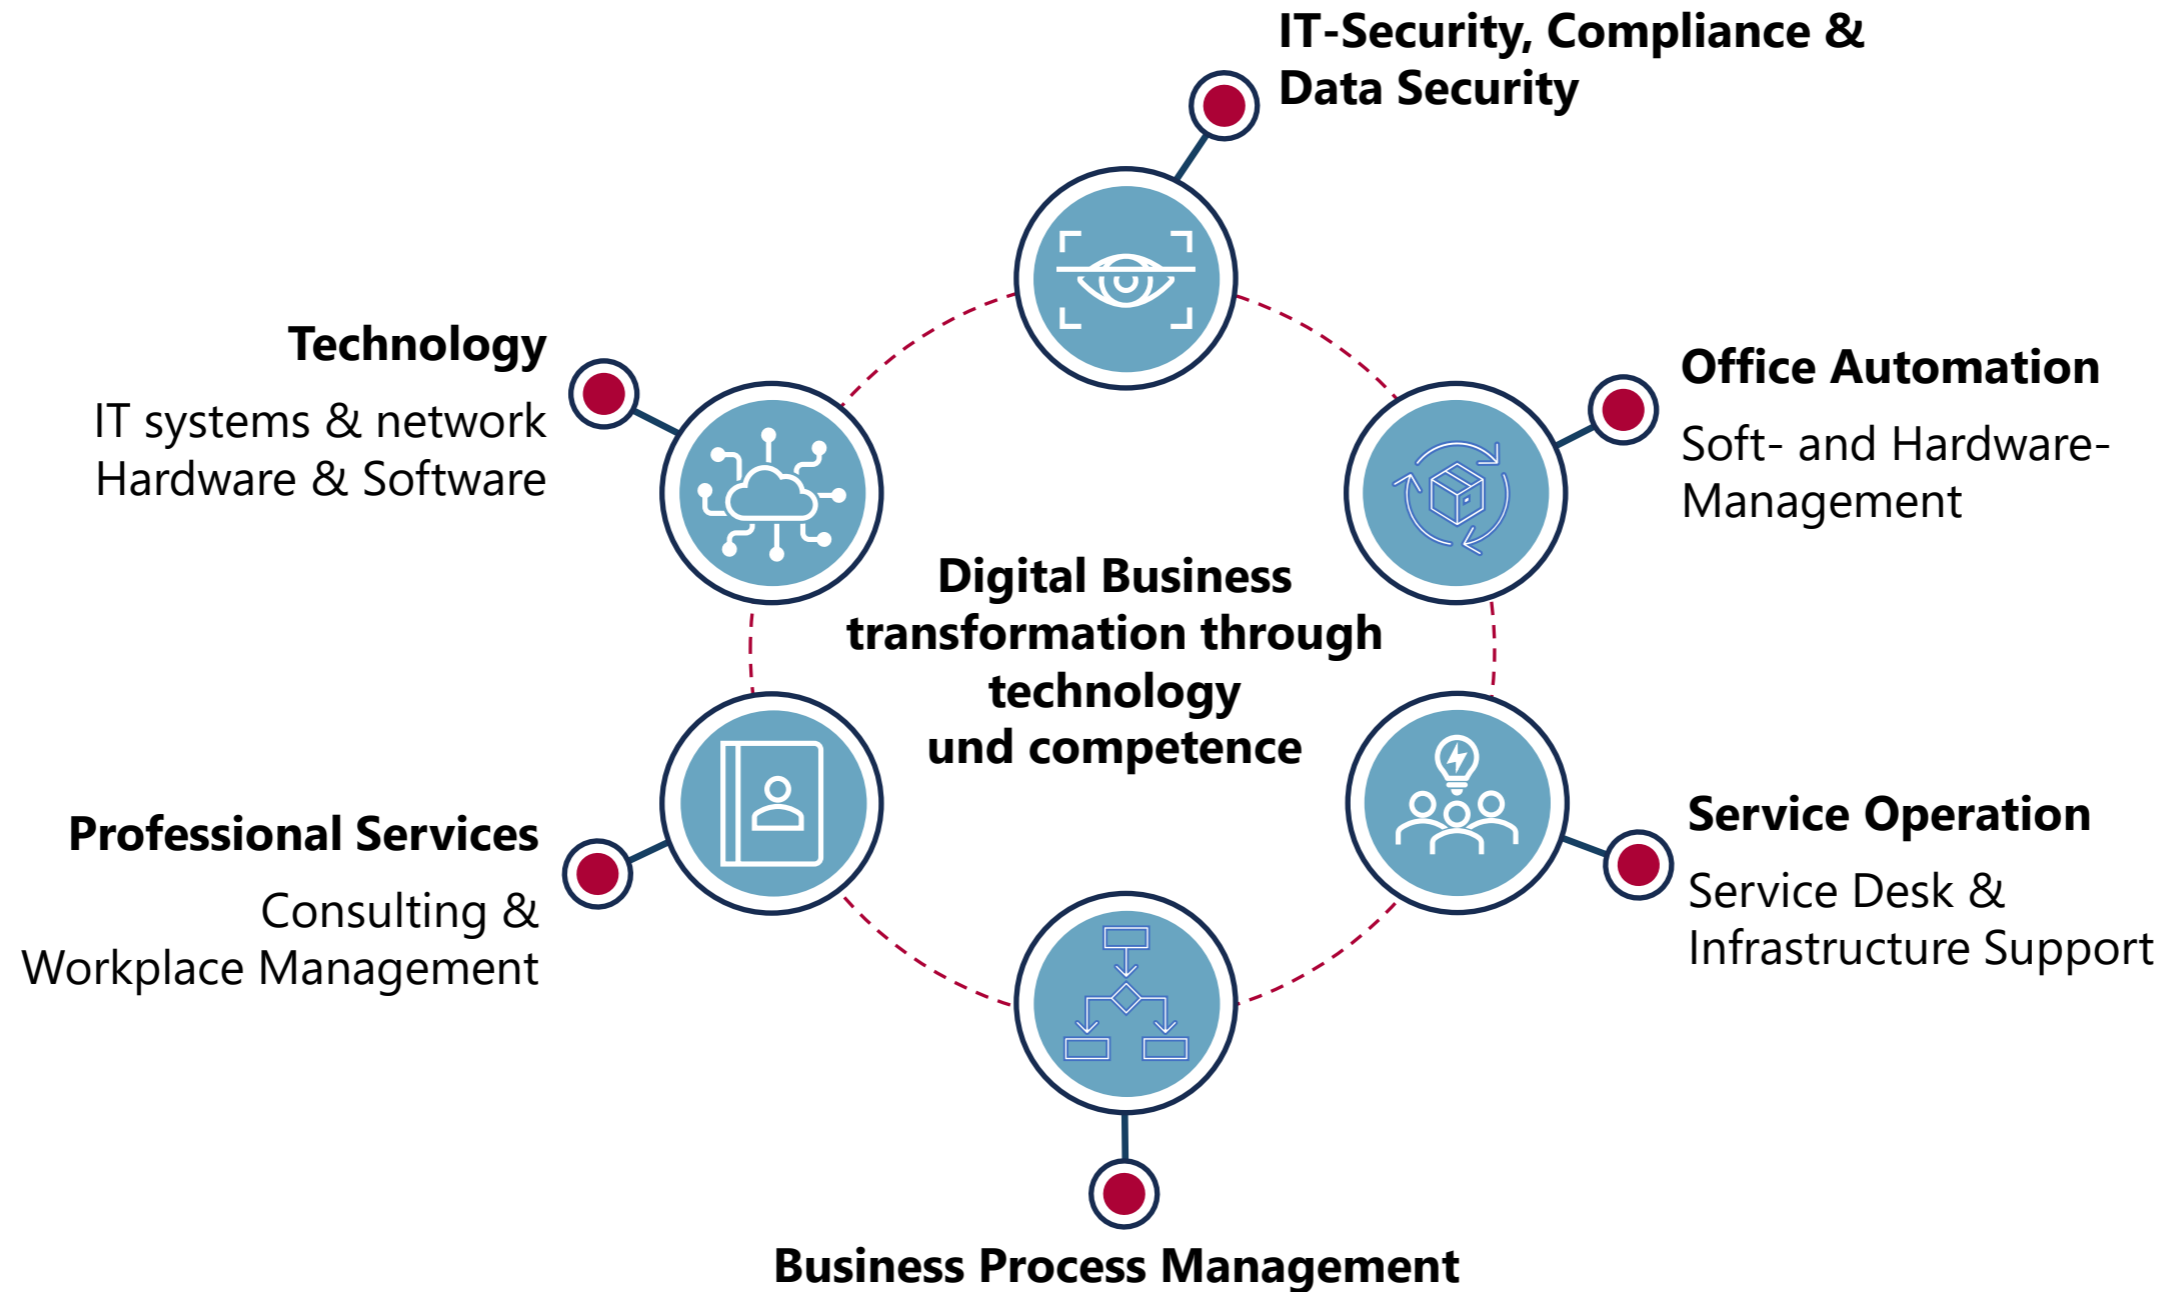 IT-Security, Compliance &
Data Security
Technology
IT systems & network
Hardware & Software
Office Automation
Soft- and Hardware-
Management
Digital Business
transformation through
technology
und competence
Professional Services
Consulting &
Workplace Management
Service Operation
Service Desk &
Infrastructure Support
Business Process Management